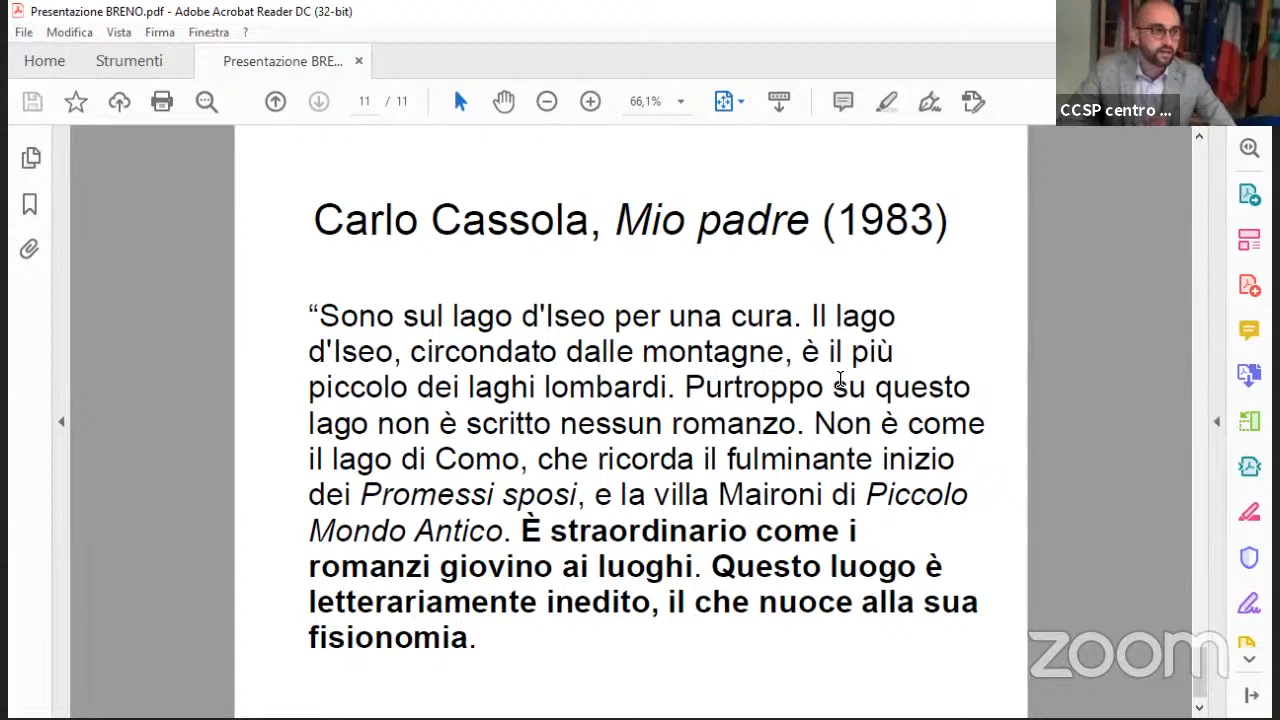 Presentazione BRENO.pdf - Adobe Acrobat Reader DC (32-bit)
File Modifica Vista Firma Finestra ?
Home Strumenti Presentazione BRE... ×
11 / 11 66,1%
CCSP centro ...
Carlo Cassola, Mio padre (1983)
“Sono sul lago d'Iseo per una cura. Il lago
d'Iseo, circondato dalle montagne, è il più
piccolo dei laghi lombardi. Purtroppo su questo
lago non è scritto nessun romanzo. Non è come
il lago di Como, che ricorda il fulminante inizio
dei Promessi sposi, e la villa Maironi di Piccolo
Mondo Antico. È straordinario come i
romanzi giovino ai luoghi. Questo luogo è
letterariamente inedito, il che nuoce alla sua
fisionomia.
zoom